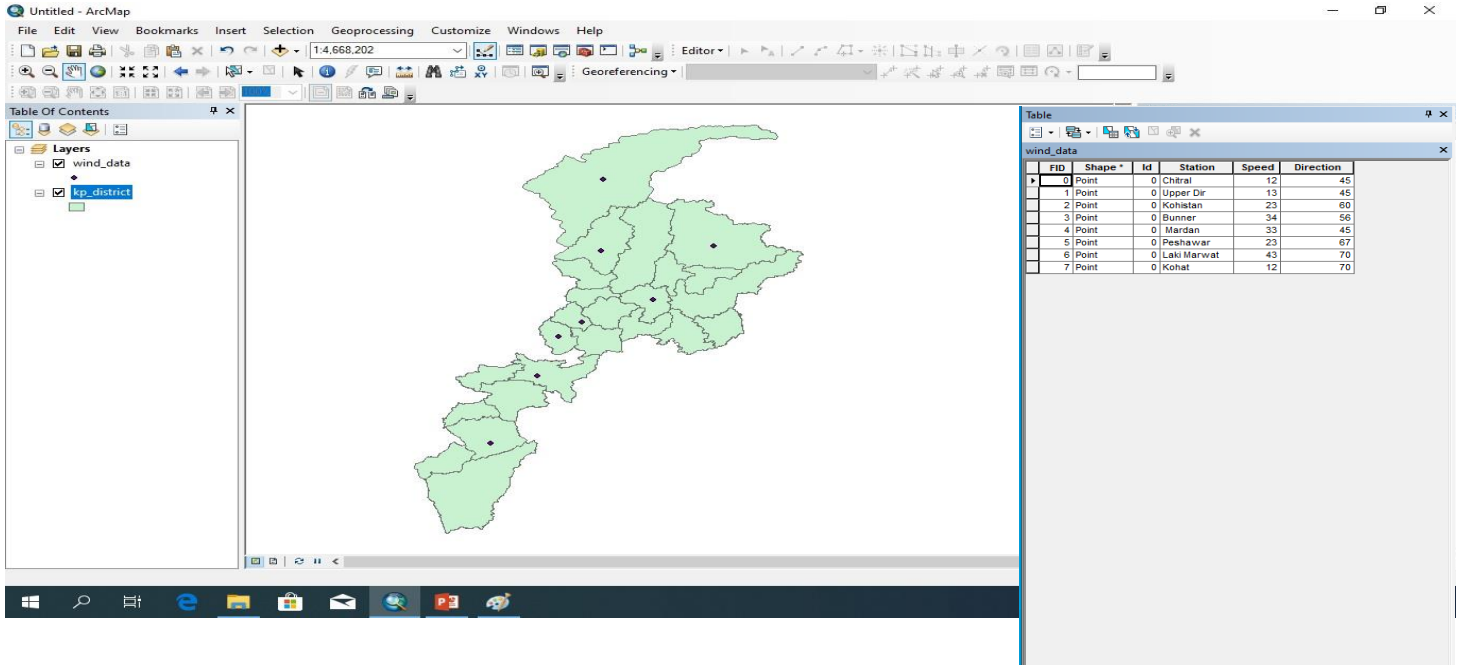 Untitled - ArcMap
File Edit View Bookmarks Insert Selection Geoprocessing Customize Windows Help
1:4,668,202 Editor
Georeferencing
Table Of Contents
Layers
wind_data
kp_district
Table
wind_data
FID Shape * Id Station Speed Direction
0 Point 0 Chitral 12 45
1 Point 0 Upper Dir 13 45
2 Point 0 Kohistan 23 60
3 Point 0 Bunner 34 56
4 Point 0 Mardan 33 45
5 Point 0 Peshawar 23 67
6 Point 0 Laki Marwat 43 70
7 Point 0 Kohat 12 70